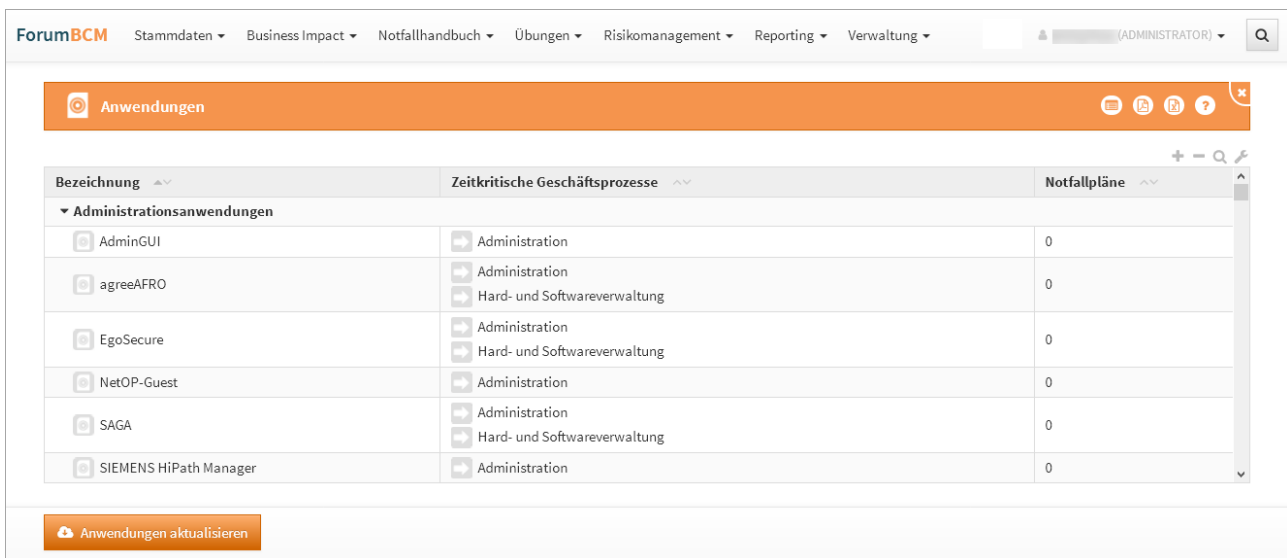 ForumBCM Stammdaten Business Impact Notfallhandbuch Übungen Risikomanagement Reporting Verwaltung (ADMINISTRATOR)
Anwendungen
Bezeichnung Zeitkritische Geschäftsprozesse Notfallpläne
Administrationsanwendungen
AdminGUI Administration 0
agreeAFRO Administration 0
Hard- und Softwareverwaltung
EgoSecure Administration 0
Hard- und Softwareverwaltung
NetOP-Guest Administration 0
SAGA Administration 0
Hard- und Softwareverwaltung
SIEMENS HiPath Manager Administration 0
Anwendungen aktualisieren